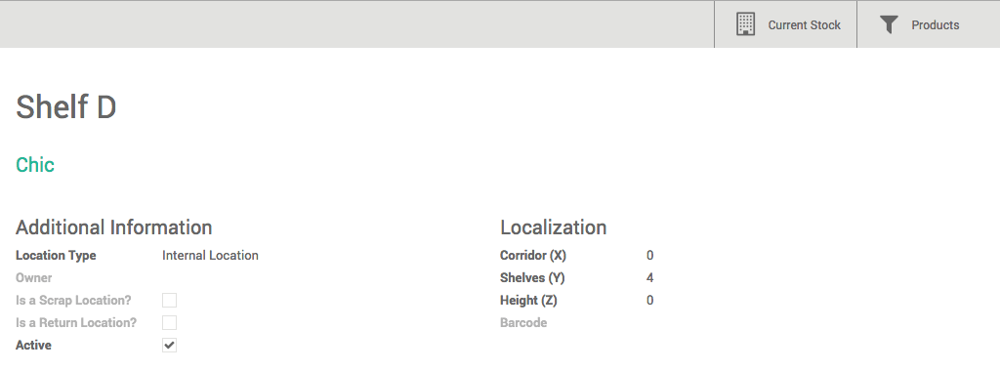 Current Stock
Products
Shelf D
Chic
Additional Information
Location Type Internal Location
Owner
Is a Scrap Location?
Is a Return Location?
Active
Localization
Corridor (X) 0
Shelves (Y) 4
Height (Z) 0
Barcode